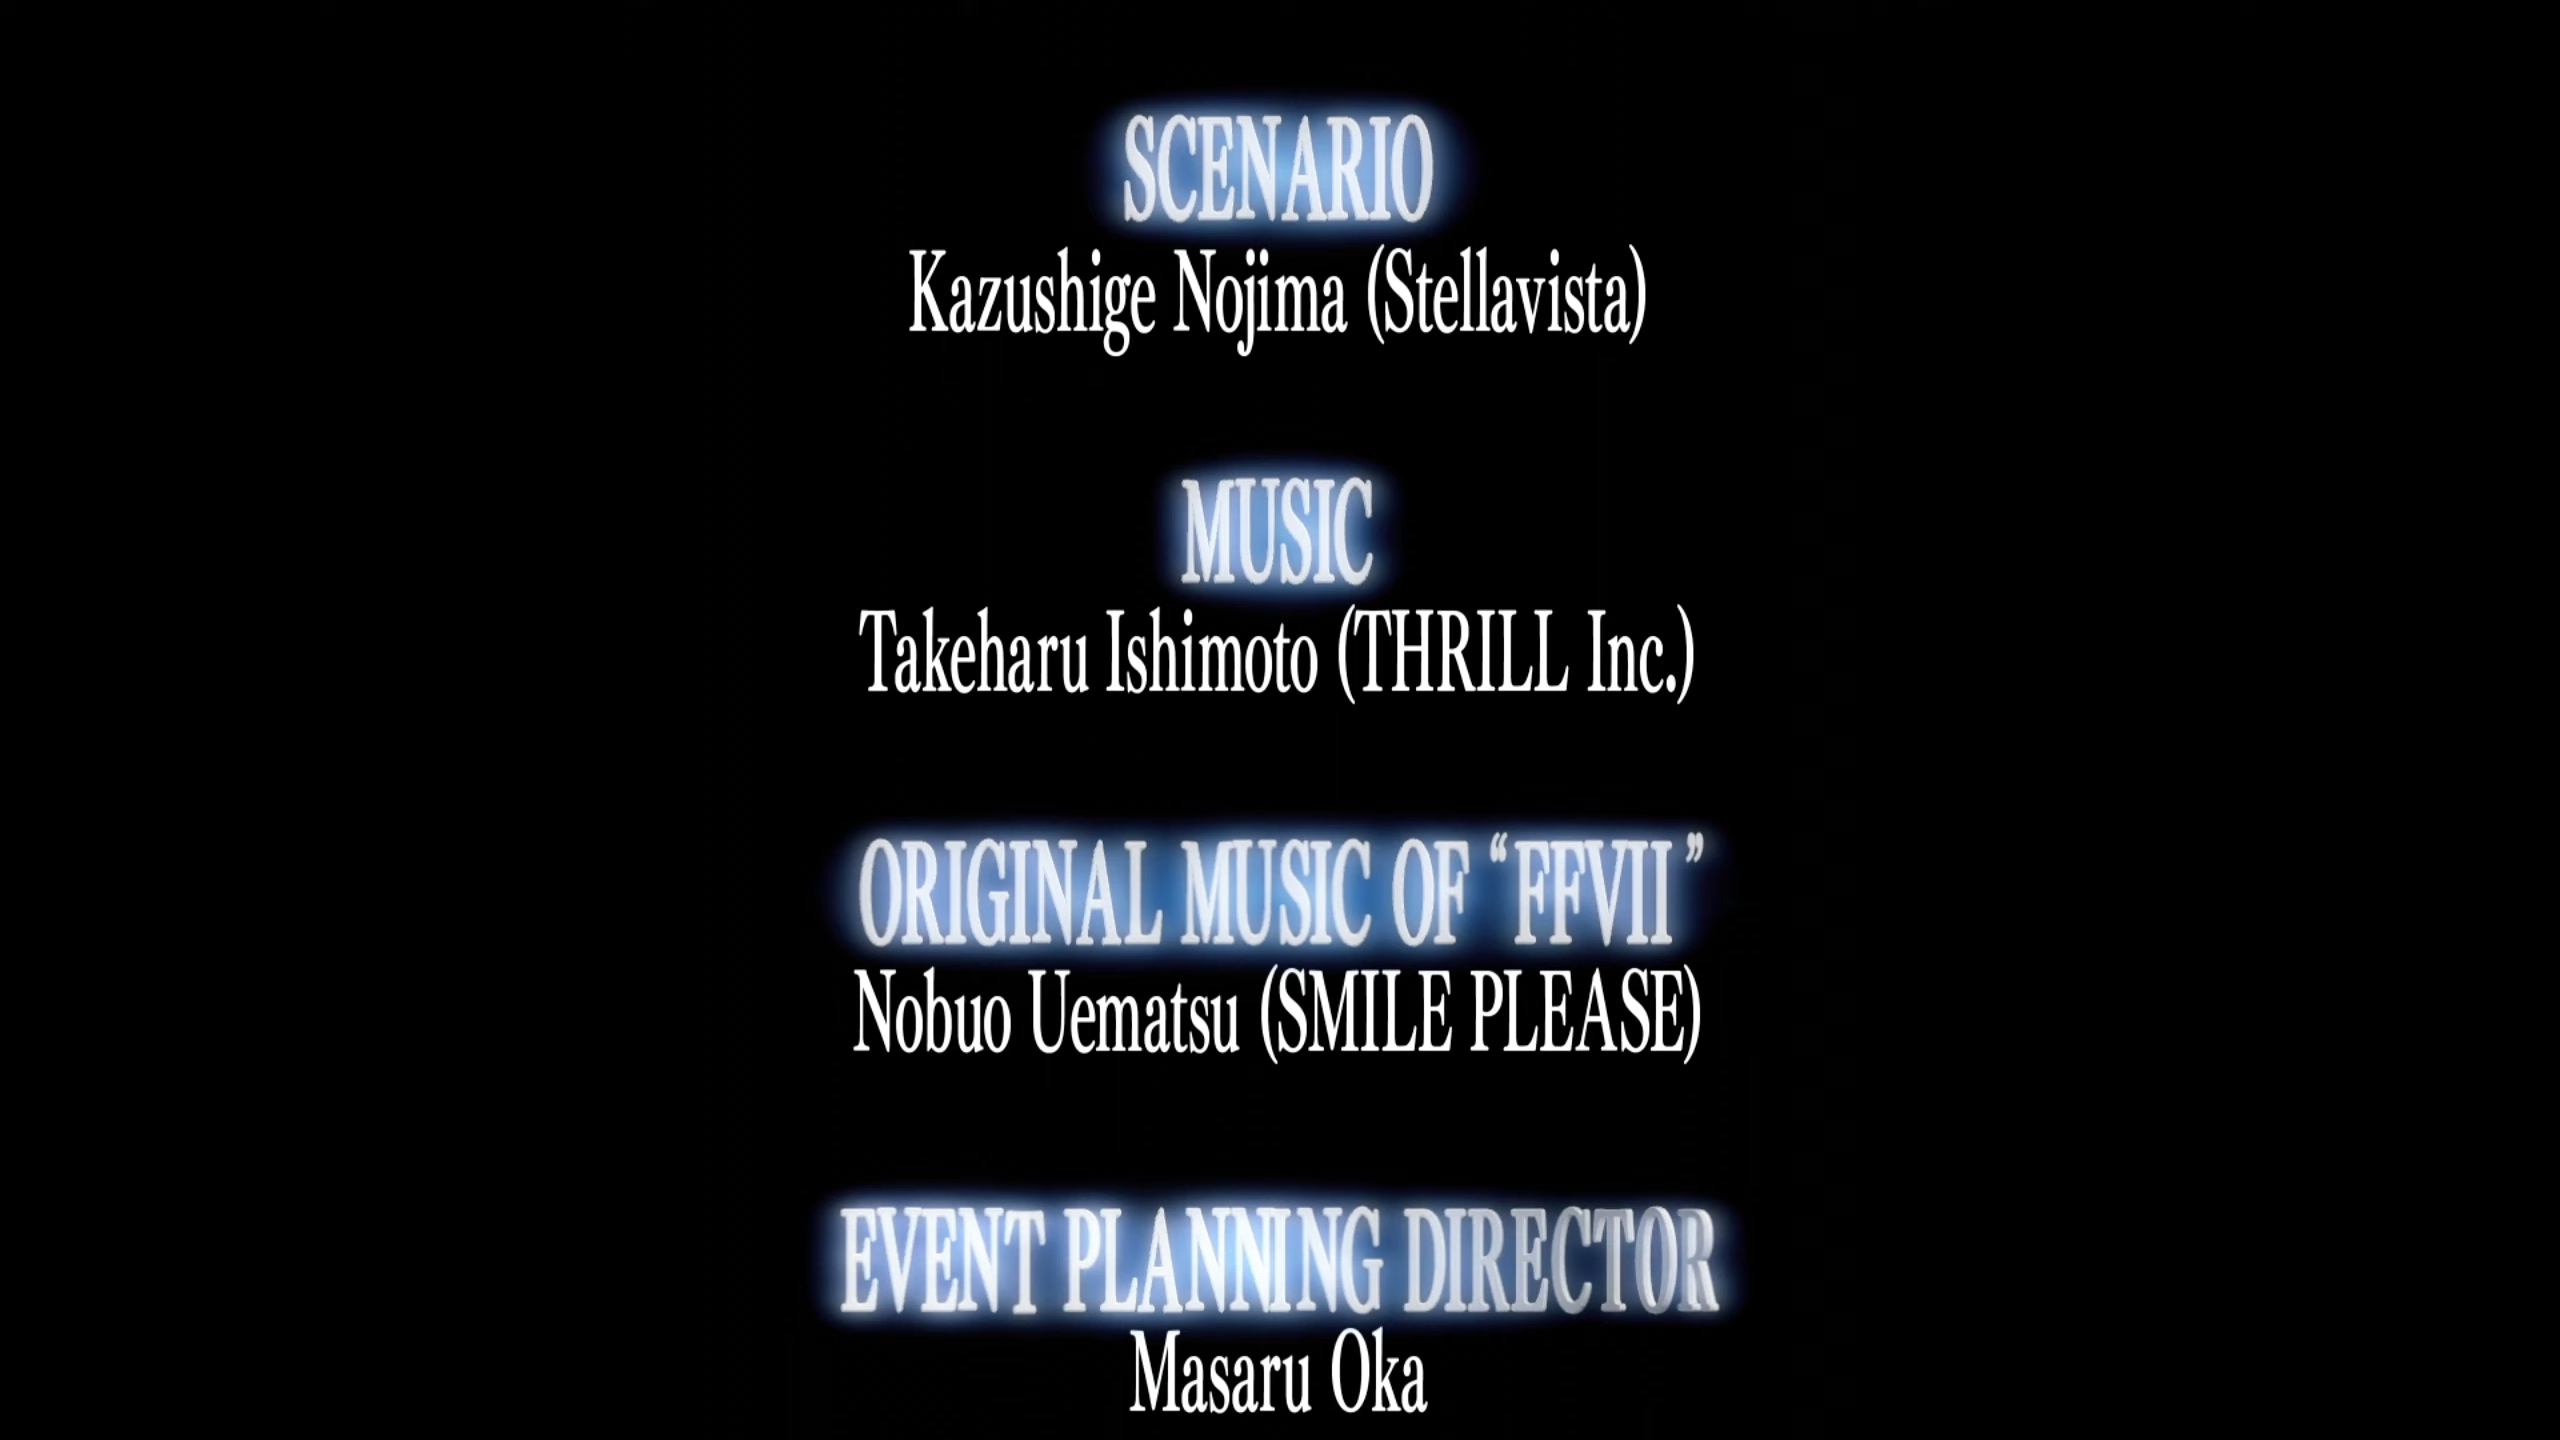 SCENARIO
Kazushige Nojima (Stellavista)
MUSIC
Takeharu Ishimoto (THRILL Inc.)
ORIGINAL MUSIC OF “FFVII”
Nobuo Uematsu (SMILE PLEASE)
EVENT PLANNING DIRECTOR
Masaru Oka